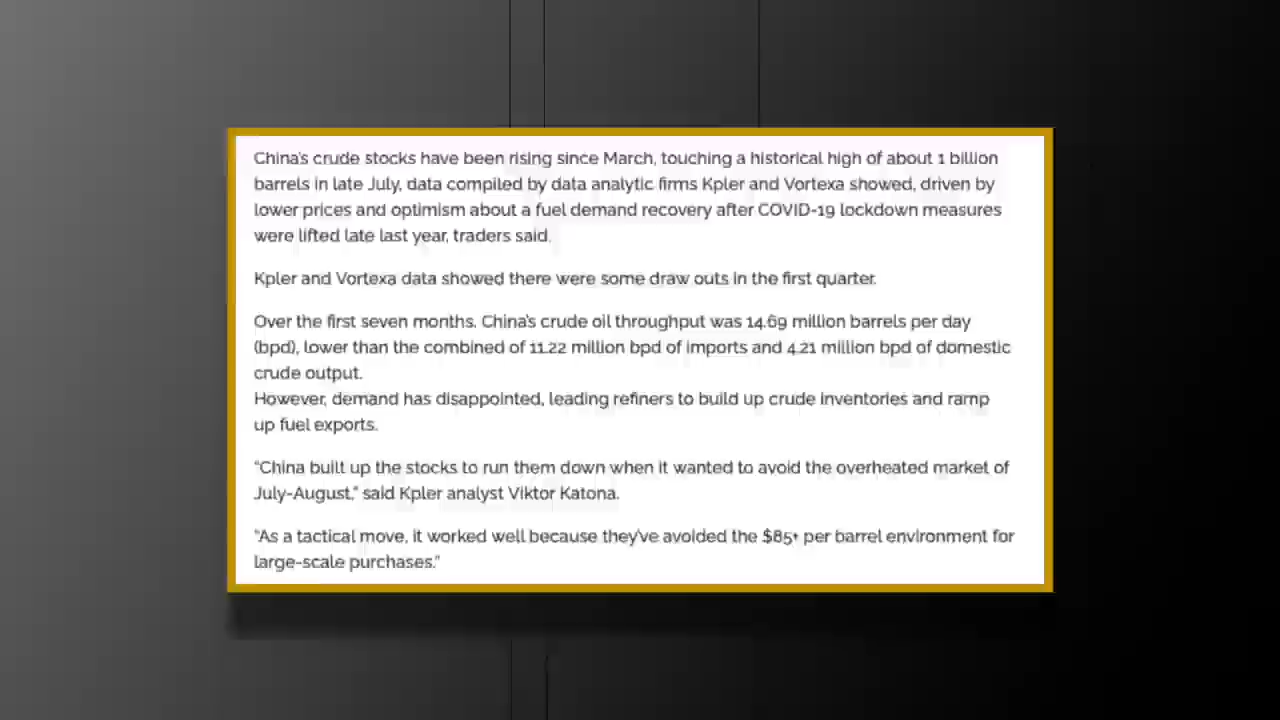 China's crude stocks have been rising since March, touching a historical high of about 1 billion
barrels in late July, data compiled by data analytic firms Kpler and Vortexa showed, driven by
lower prices and optimism about a fuel demand recovery after COVID-19 lockdown measures
were lifted late last year, traders said.
Kpler and Vortexa data showed there were some draw outs in the first quarter.
Over the first seven months. China's crude oil throughput was 14.69 million barrels per day
(bpd), lower than the combined of 11.22 million bpd of imports and 4.21 million bpd of domestic
crude output.
However, demand has disappointed, leading refiners to build up crude inventories and ramp
up fuel exports.
“China built up the stocks to run them down when it wanted to avoid the overheated market of
July-August,” said Kpler analyst Viktor Katona.
“As a tactical move, it worked well because they've avoided the $85+ per barrel environment for
large-scale purchases.”